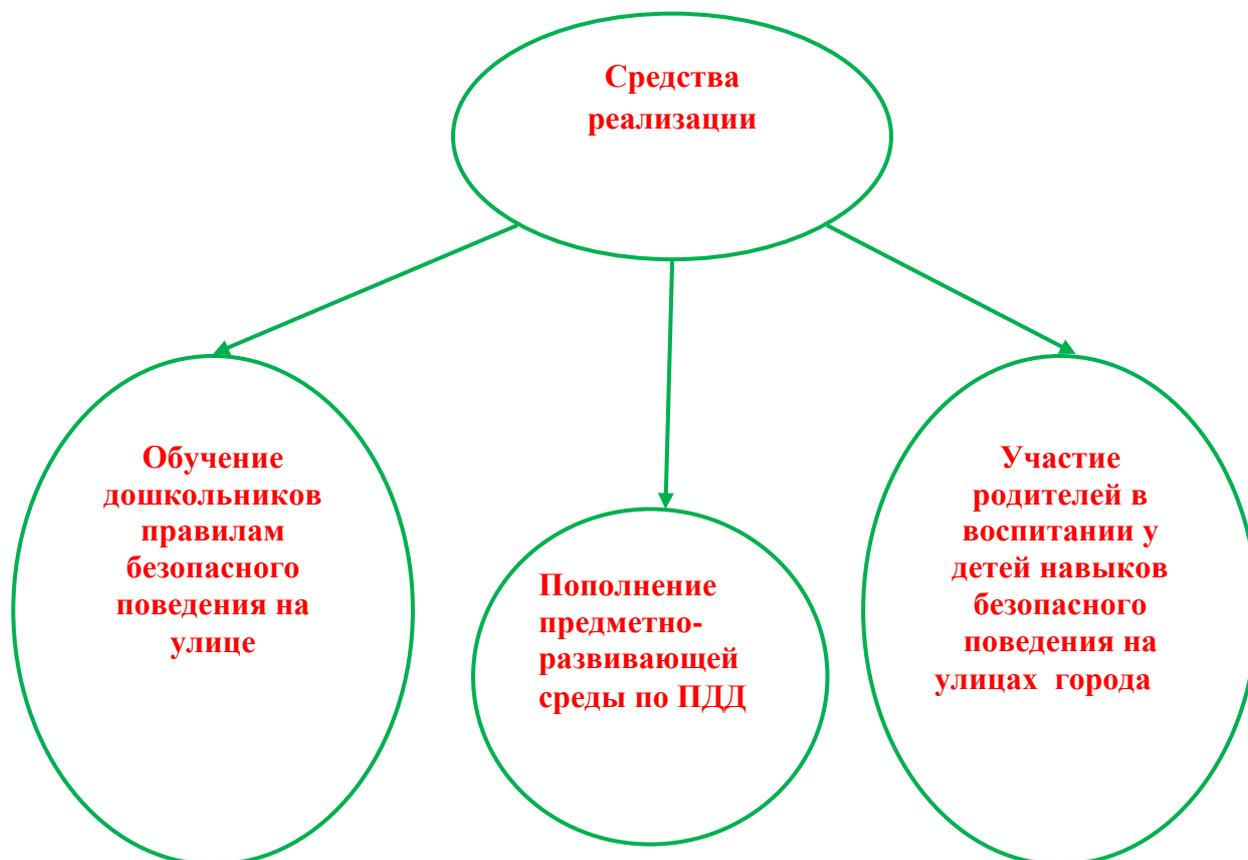 Средства
реализации
Обучение
дошкольников
правилам
безопасного
поведения на
улице
Пополнение
предметно-
развивающей
среды по ПДД
Участие
родителей в
воспитании у
детей навыков
безопасного
поведения на
улицах города